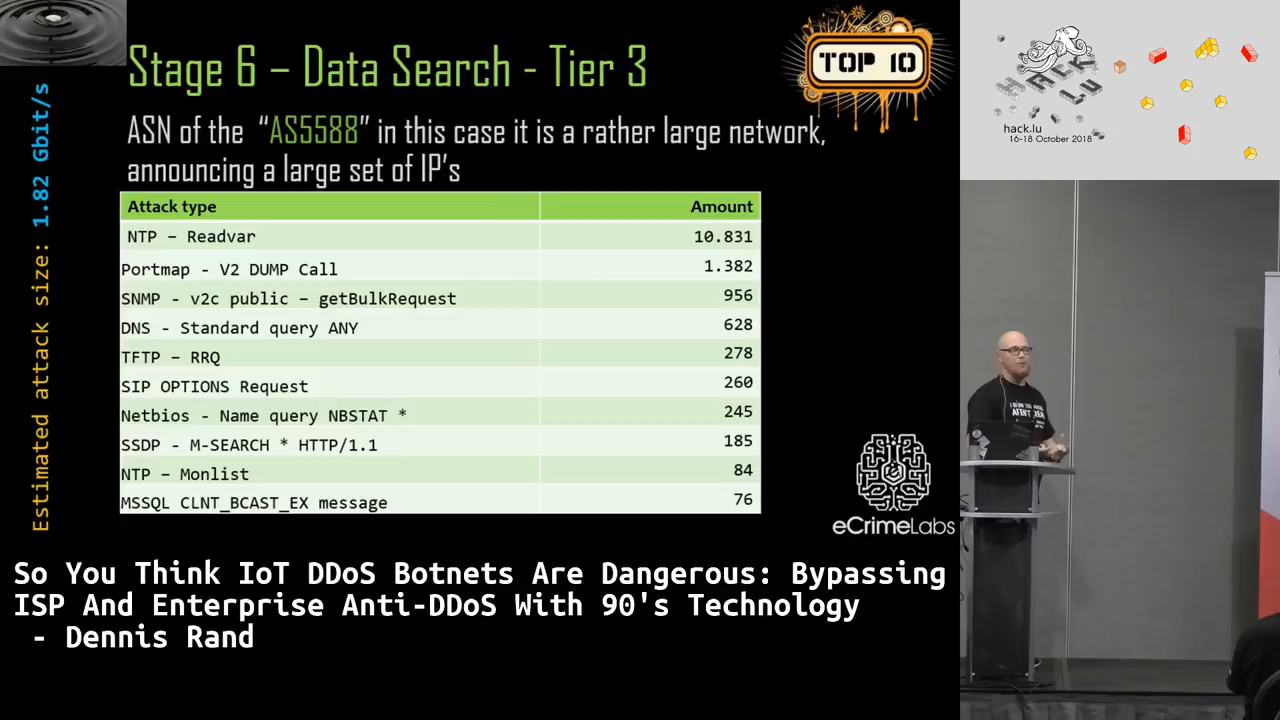 Estimated attack size: 1.82 Gbit/s
Stage 6 – Data Search - Tier 3
TOP 10
ASN of the “AS5588” in this case it is a rather large network,
announcing a large set of IP’s
Attack type Amount
NTP – Readvar 10.831
Portmap - V2 DUMP Call 1.382
SNMP - v2c public – getBulkRequest 956
DNS - Standard query ANY 628
TFTP – RRQ 278
SIP OPTIONS Request 260
Netbios - Name query NBSTAT * 245
SSDP - M-SEARCH * HTTP/1.1 185
NTP – Monlist 84
MSSQL CLNT_BCAST_EX message 76
eCrimeLabs
So You Think IoT DDoS Botnets Are Dangerous: Bypassing
ISP And Enterprise Anti-DDoS With 90's Technology
- Dennis Rand
HACK
LU
hack.lu
16-18 October 2018